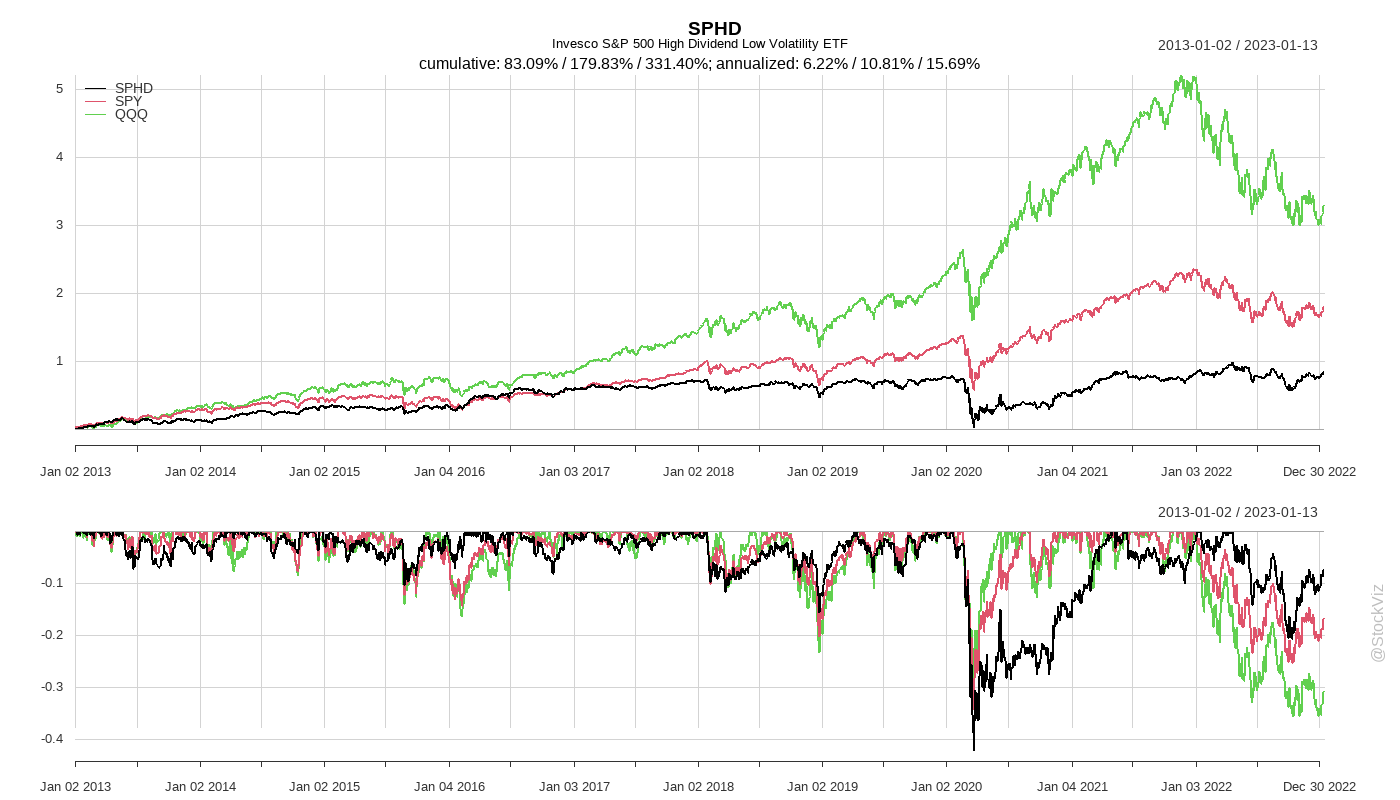 SPHD
Invesco S&P 500 High Dividend Low Volatility ETF
2013-01-02 / 2023-01-13
cumulative: 83.09% / 179.83% / 331.40%; annualized: 6.22% / 10.81% / 15.69%
SPHD
SPY
QQQ
5
4
3
2
1
Jan 02 2013 Jan 02 2014 Jan 02 2015 Jan 04 2016 Jan 03 2017 Jan 02 2018 Jan 02 2019 Jan 02 2020 Jan 04 2021 Jan 03 2022 Dec 30 2022
2013-01-02 / 2023-01-13
-0.1
-0.2
-0.3
-0.4
Jan 02 2013 Jan 02 2014 Jan 02 2015 Jan 04 2016 Jan 03 2017 Jan 02 2018 Jan 02 2019 Jan 02 2020 Jan 04 2021 Jan 03 2022 Dec 30 2022
@StockViz